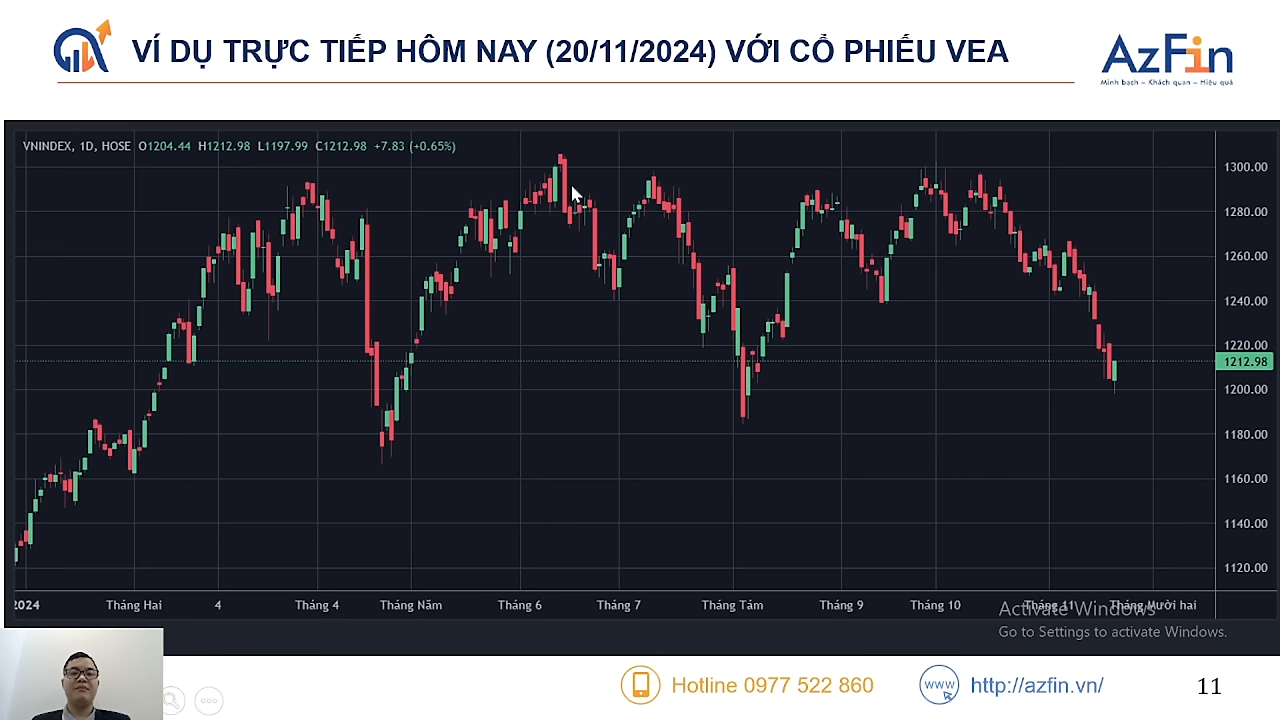 VÍ DỤ TRỰC TIẾP HÔM NAY (20/11/2024) VỚI CỔ PHIẾU VEA
AzFin
Minh bạch – Khách quan – Hiệu quả
VNINDEX, 1D, HOSE O1204.44 H1212.98 L1197.99 C1212.98 +7.83 (+0.65%)
1300.00
1280.00
1260.00
1240.00
1220.00
1212.98
1200.00
1180.00
1160.00
1140.00
1120.00
2024 Tháng Hai 4 Tháng 4 Tháng Năm Tháng 6 Tháng 7 Tháng Tám Tháng 9 Tháng 10 Tháng 11 Tháng Mười hai
Activate Windows
Go to Settings to activate Windows.
Hotline 0977 522 860
www
http://azfin.vn/
11